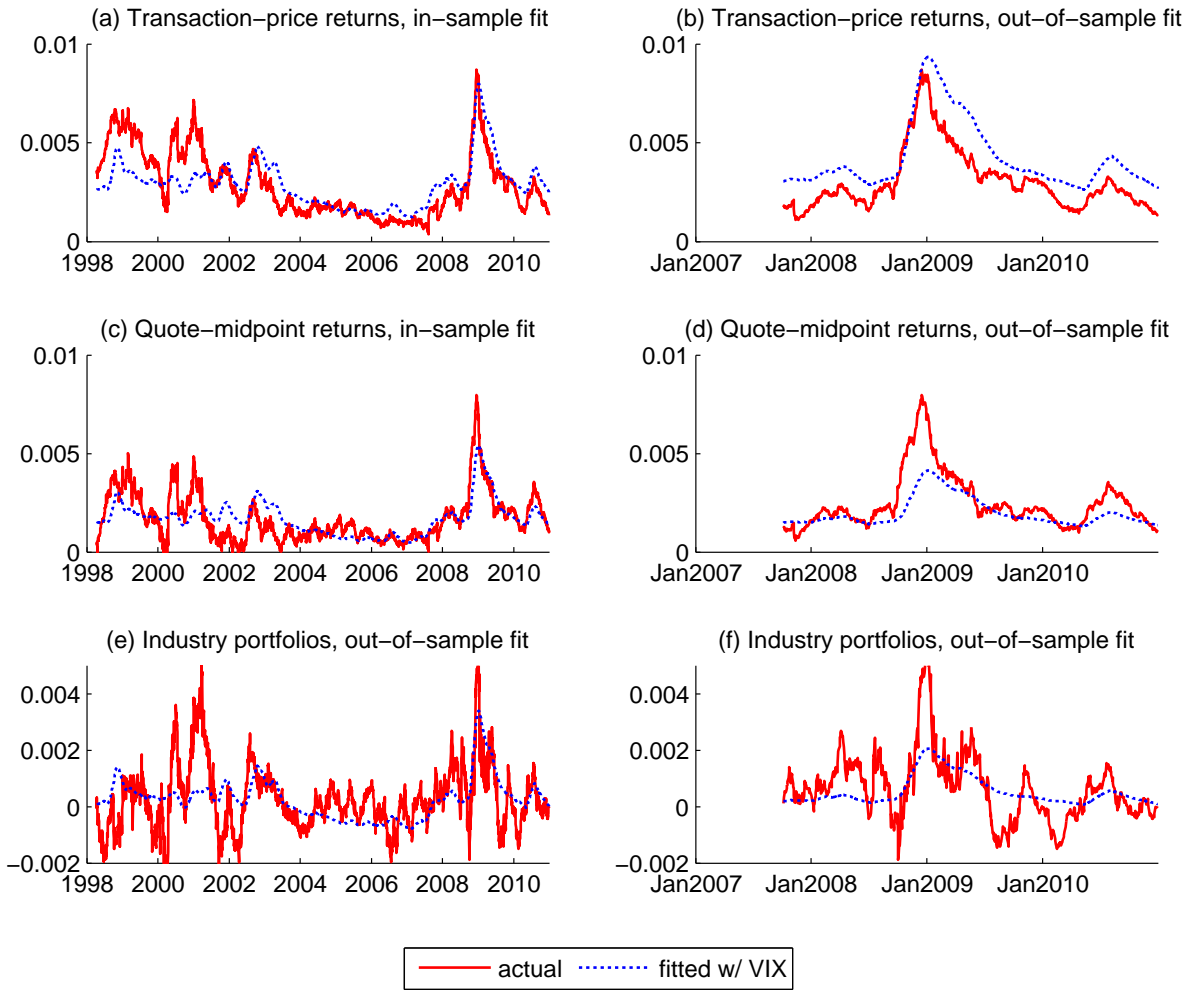 (a) Transaction−price returns, in−sample fit
(b) Transaction−price returns, out−of−sample fit
0.01
0.005
0
1998 2000 2002 2004 2006 2008 2010
0.01
0.005
0
Jan2007 Jan2008 Jan2009 Jan2010
(c) Quote−midpoint returns, in−sample fit
(d) Quote−midpoint returns, out−of−sample fit
0.01
0.005
0
1998 2000 2002 2004 2006 2008 2010
0.01
0.005
0
Jan2007 Jan2008 Jan2009 Jan2010
(e) Industry portfolios, out−of−sample fit
(f) Industry portfolios, out−of−sample fit
0.004
0.002
0
−0.002
1998 2000 2002 2004 2006 2008 2010
0.004
0.002
0
−0.002
Jan2007 Jan2008 Jan2009 Jan2010
actual fitted w/ VIX